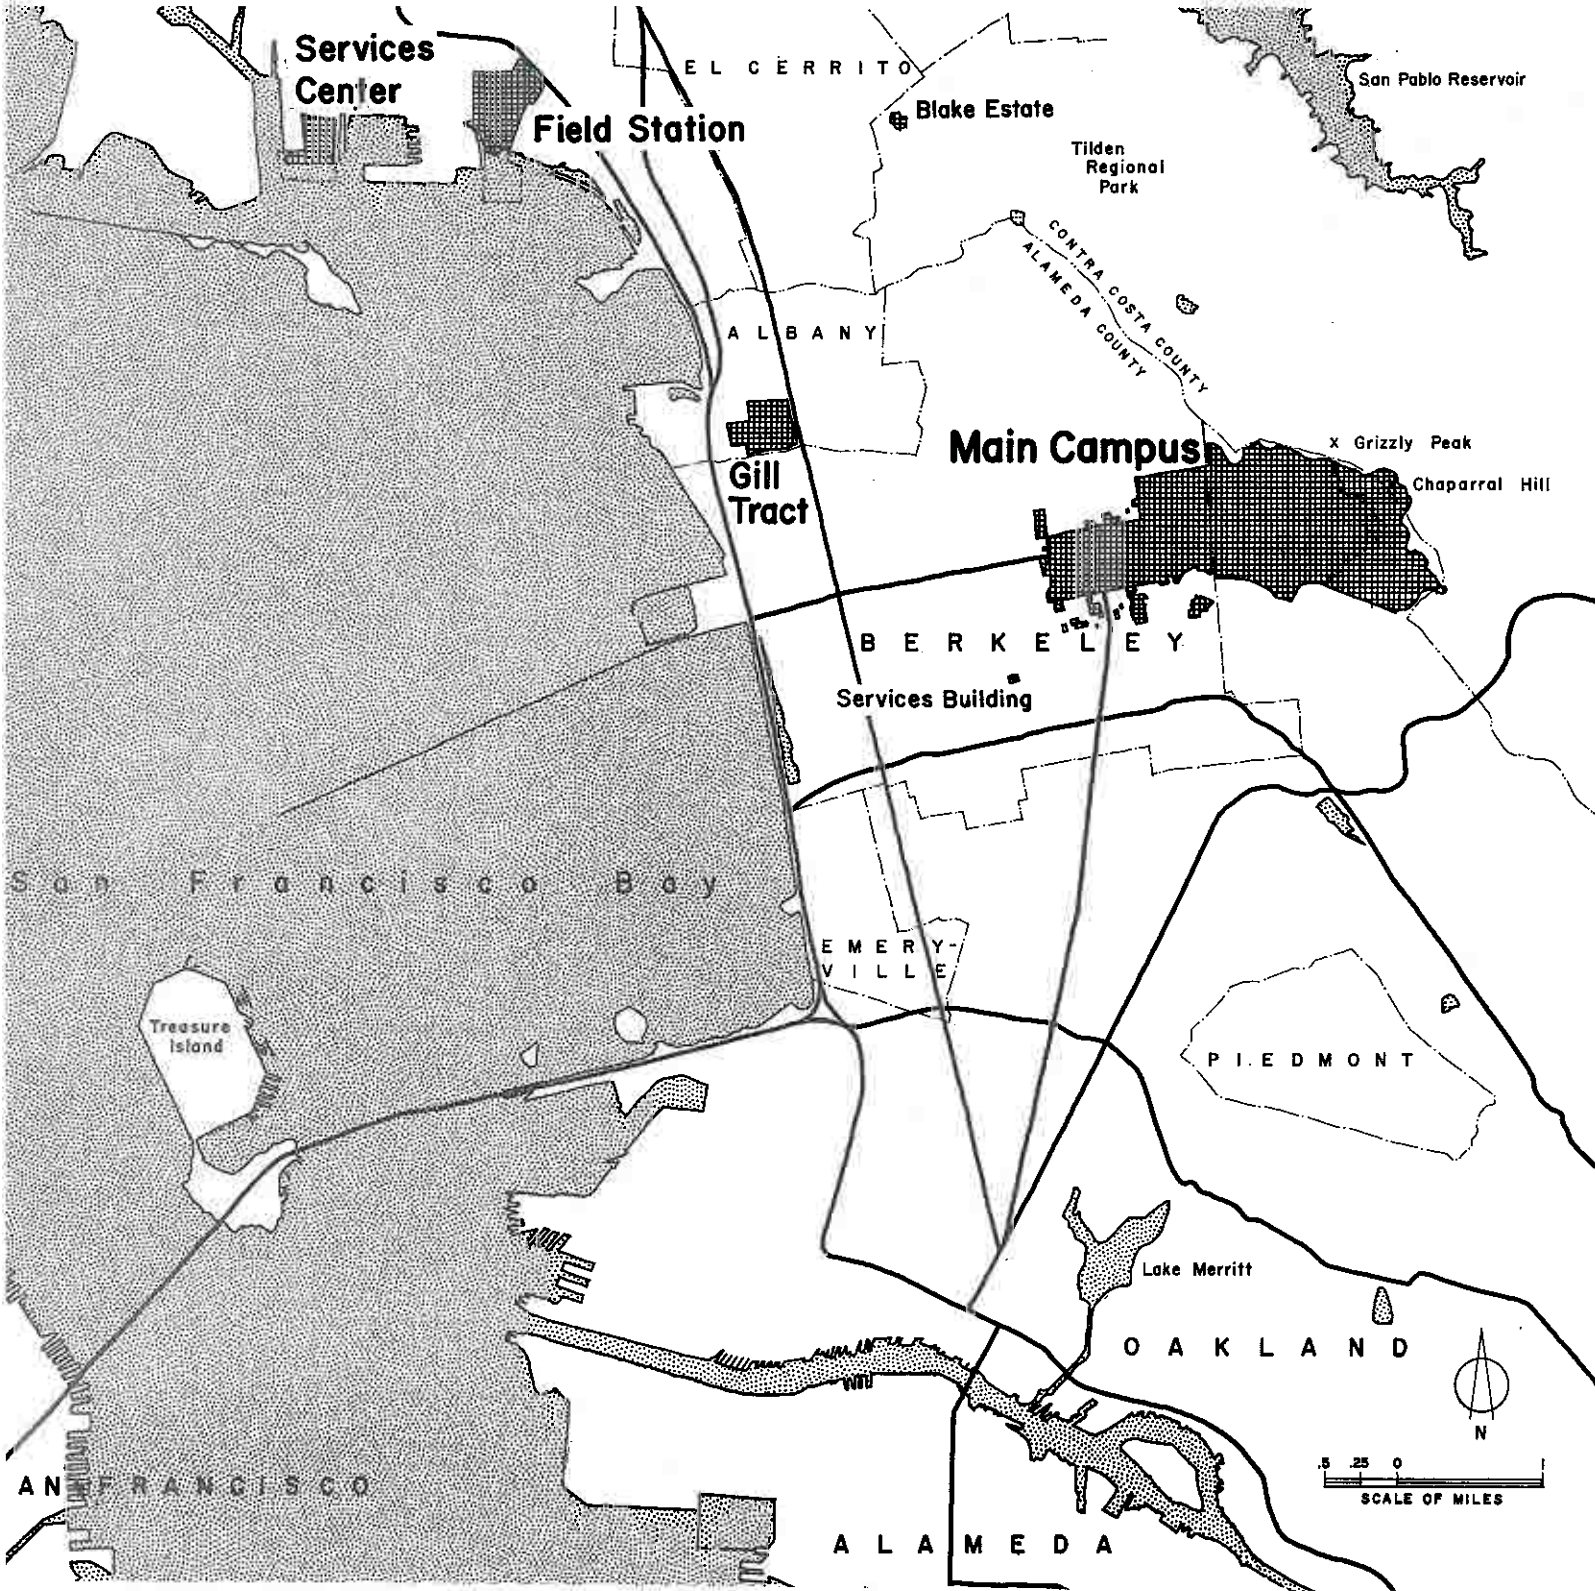 Services
Center
EL CERRITO
San Pablo Reservoir
Blake Estate
Field Station
Tilden
Regional
Park
CONTRA COSTA COUNTY
ALAMEDA COUNTY
ALBANY
Main Campus
x Grizzly Peak
Chaparral Hill
Gill
Tract
BERKELEY
Services Building
San Francisco Bay
EMERY-
VILLE
Treasure
Island
PIEDMONT
Lake Merritt
OAKLAND
N
.5 .25 0 1
SCALE OF MILES
AN FRANCISCO
ALAMEDA